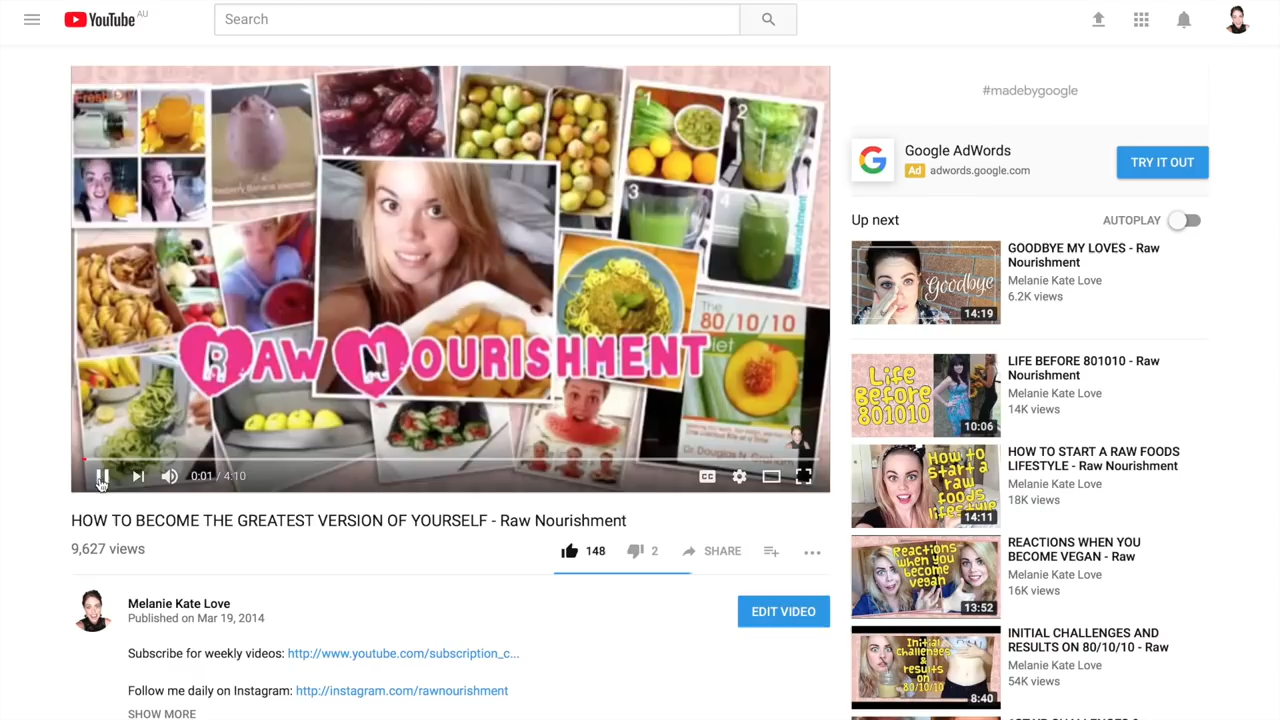 YouTube AU
Search
1
2
3
4
RAW NOURISHMENT
The
80/10/10
Diet
0:01 / 4:10
CC
HOW TO BECOME THE GREATEST VERSION OF YOURSELF - Raw Nourishment
9,627 views
148
2
SHARE
Melanie Kate Love
Published on Mar 19, 2014
EDIT VIDEO
Subscribe for weekly videos: http://www.youtube.com/subscription_c...
Follow me daily on Instagram: http://instagram.com/rawnourishment
SHOW MORE
#madebygoogle
Google AdWords
Ad adwords.google.com
TRY IT OUT
Up next
AUTOPLAY
Goodbye
14:19
GOODBYE MY LOVES - Raw
Nourishment
Melanie Kate Love
6.2K views
Life
Before
801010
10:06
LIFE BEFORE 801010 - Raw
Nourishment
Melanie Kate Love
14K views
How to
start a
raw
foods
lifestyle
14:11
HOW TO START A RAW FOODS
LIFESTYLE - Raw Nourishment
Melanie Kate Love
18K views
Reactions
when you
become
vegan
13:52
REACTIONS WHEN YOU
BECOME VEGAN - Raw
Melanie Kate Love
16K views
Initial
challenges
&
results
on
80/10/10
8:40
INITIAL CHALLENGES AND
RESULTS ON 80/10/10 - Raw
Melanie Kate Love
54K views